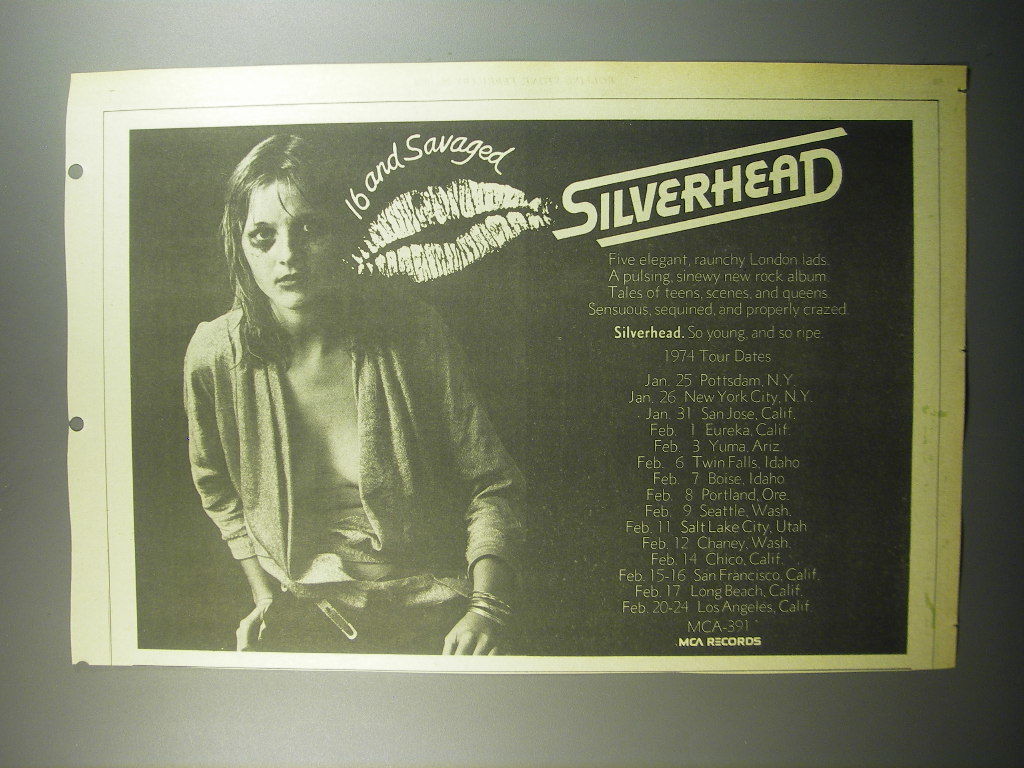 16 and Savaged
SILVERHEAD
Five elegant, raunchy London lads.
A pulsing, sinewy new rock album.
Tales of teens, scenes, and queens.
Sensuous, sequined, and properly crazed.
Silverhead. So young, and so ripe.
1974 Tour Dates
Jan. 25 Pottsdam, N.Y.
Jan. 26 New York City, N.Y.
Jan. 31 San Jose, Calif.
Feb. 1 Eureka, Calif.
Feb. 3 Yuma, Ariz.
Feb. 6 Twin Falls, Idaho
Feb. 7 Boise, Idaho
Feb. 8 Portland, Ore.
Feb. 9 Seattle, Wash.
Feb. 11 Salt Lake City, Utah
Feb. 12 Chaney, Wash.
Feb. 14 Chico, Calif.
Feb. 15-16 San Francisco, Calif.
Feb. 17 Long Beach, Calif.
Feb. 20-24 Los Angeles, Calif.
MCA-391
MCA RECORDS